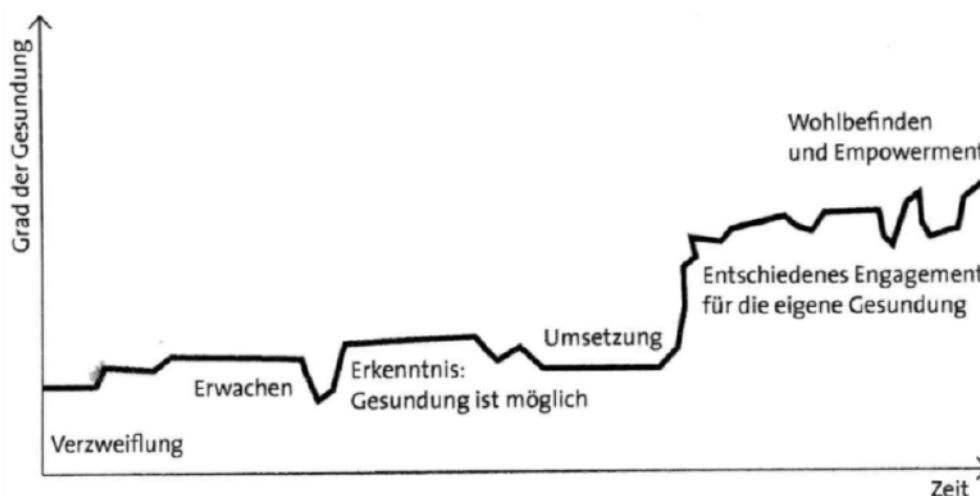 Grad der Gesundung
Wohlbefinden
und Empowerment
Entschiedenes Engagement
für die eigene Gesundung
Umsetzung
Erkenntnis:
Gesundung ist möglich
Erwachen
Verzweiflung
Zeit